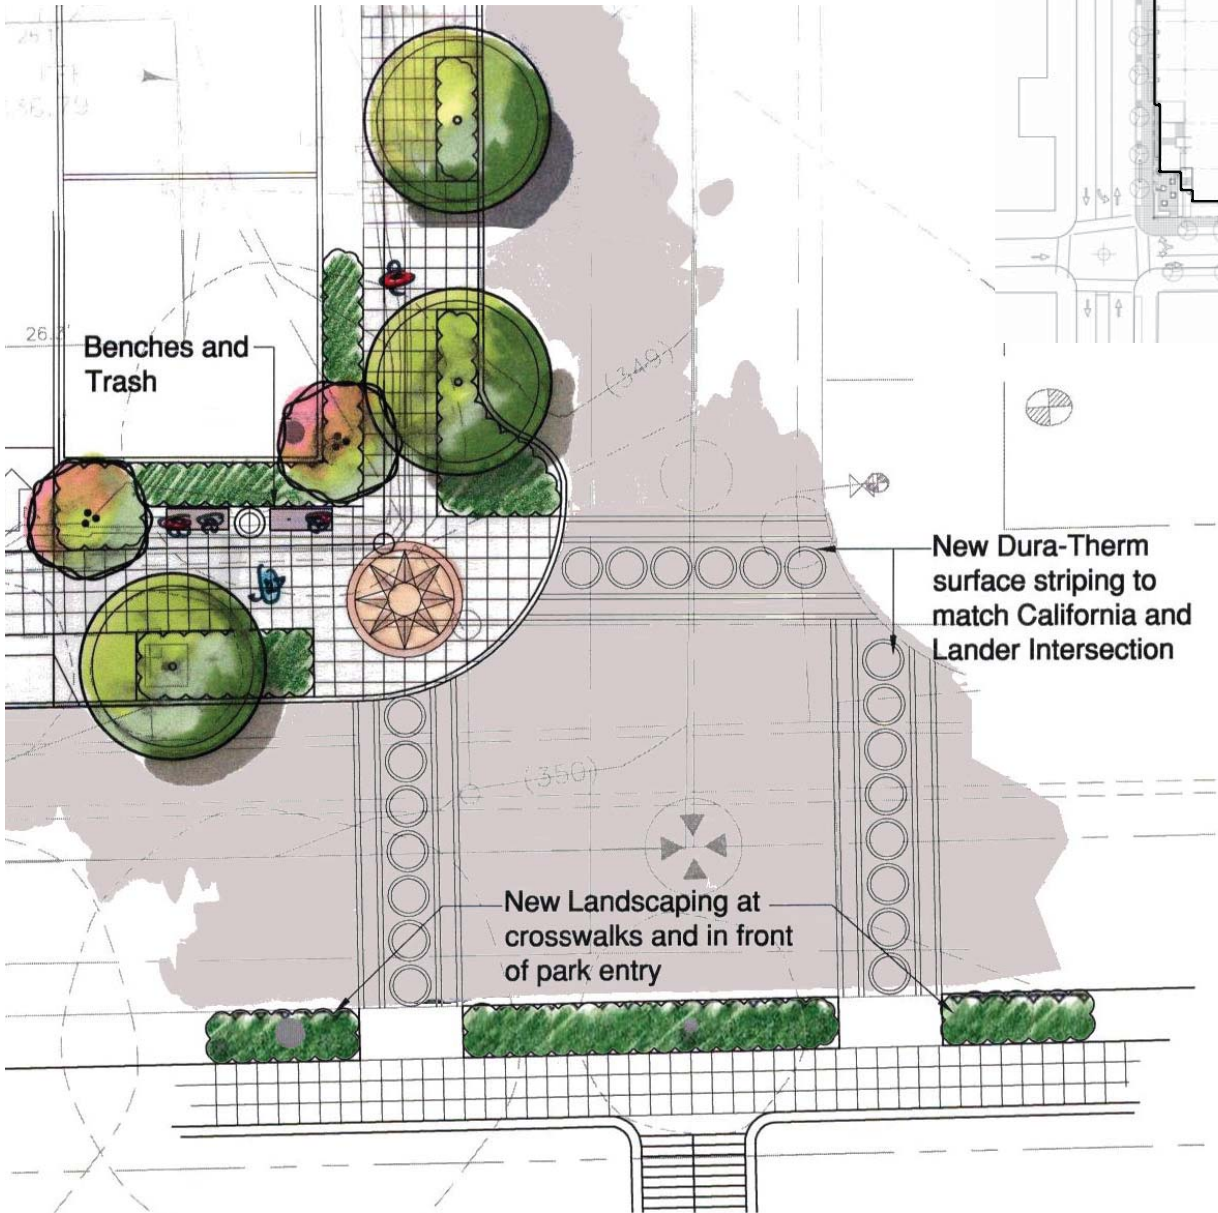 26.2'
(349)
Benches and
Trash
New Dura-Therm
surface striping to
match California and
Lander Intersection
(350)
New Landscaping at
crosswalks and in front
of park entry